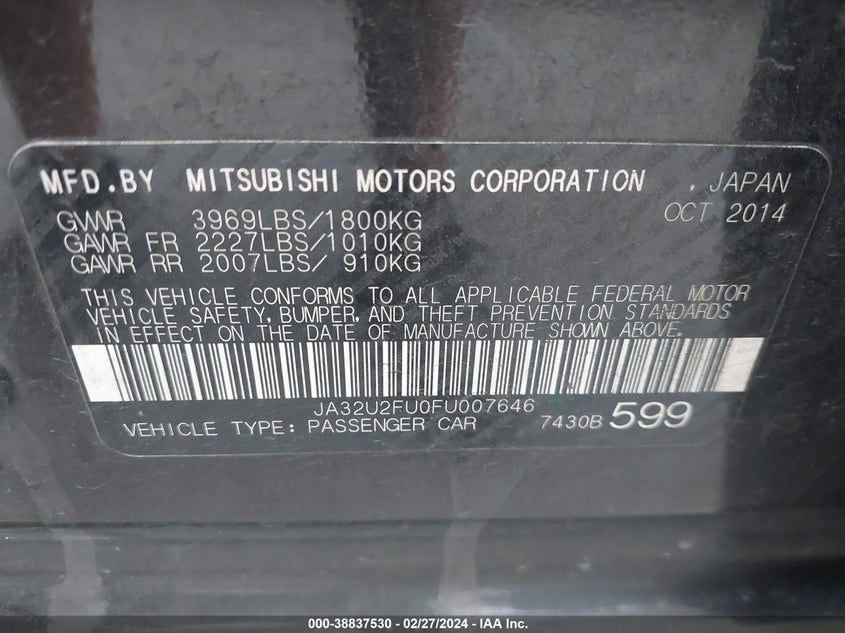 MFD.BY MITSUBISHI MOTORS CORPORATION , JAPAN
OCT 2014
GVWR 3969LBS/1800KG
GAWR FR 2227LBS/1010KG
GAWR RR 2007LBS/ 910KG
THIS VEHICLE CONFORMS TO ALL APPLICABLE FEDERAL MOTOR
VEHICLE SAFETY, BUMPER, AND THEFT PREVENTION STANDARDS
IN EFFECT ON THE DATE OF MANUFACTURE SHOWN ABOVE.
JA32U2FU0FU007646
VEHICLE TYPE: PASSENGER CAR 7430B 599
000-38837530 - 02/27/2024 - IAA Inc.